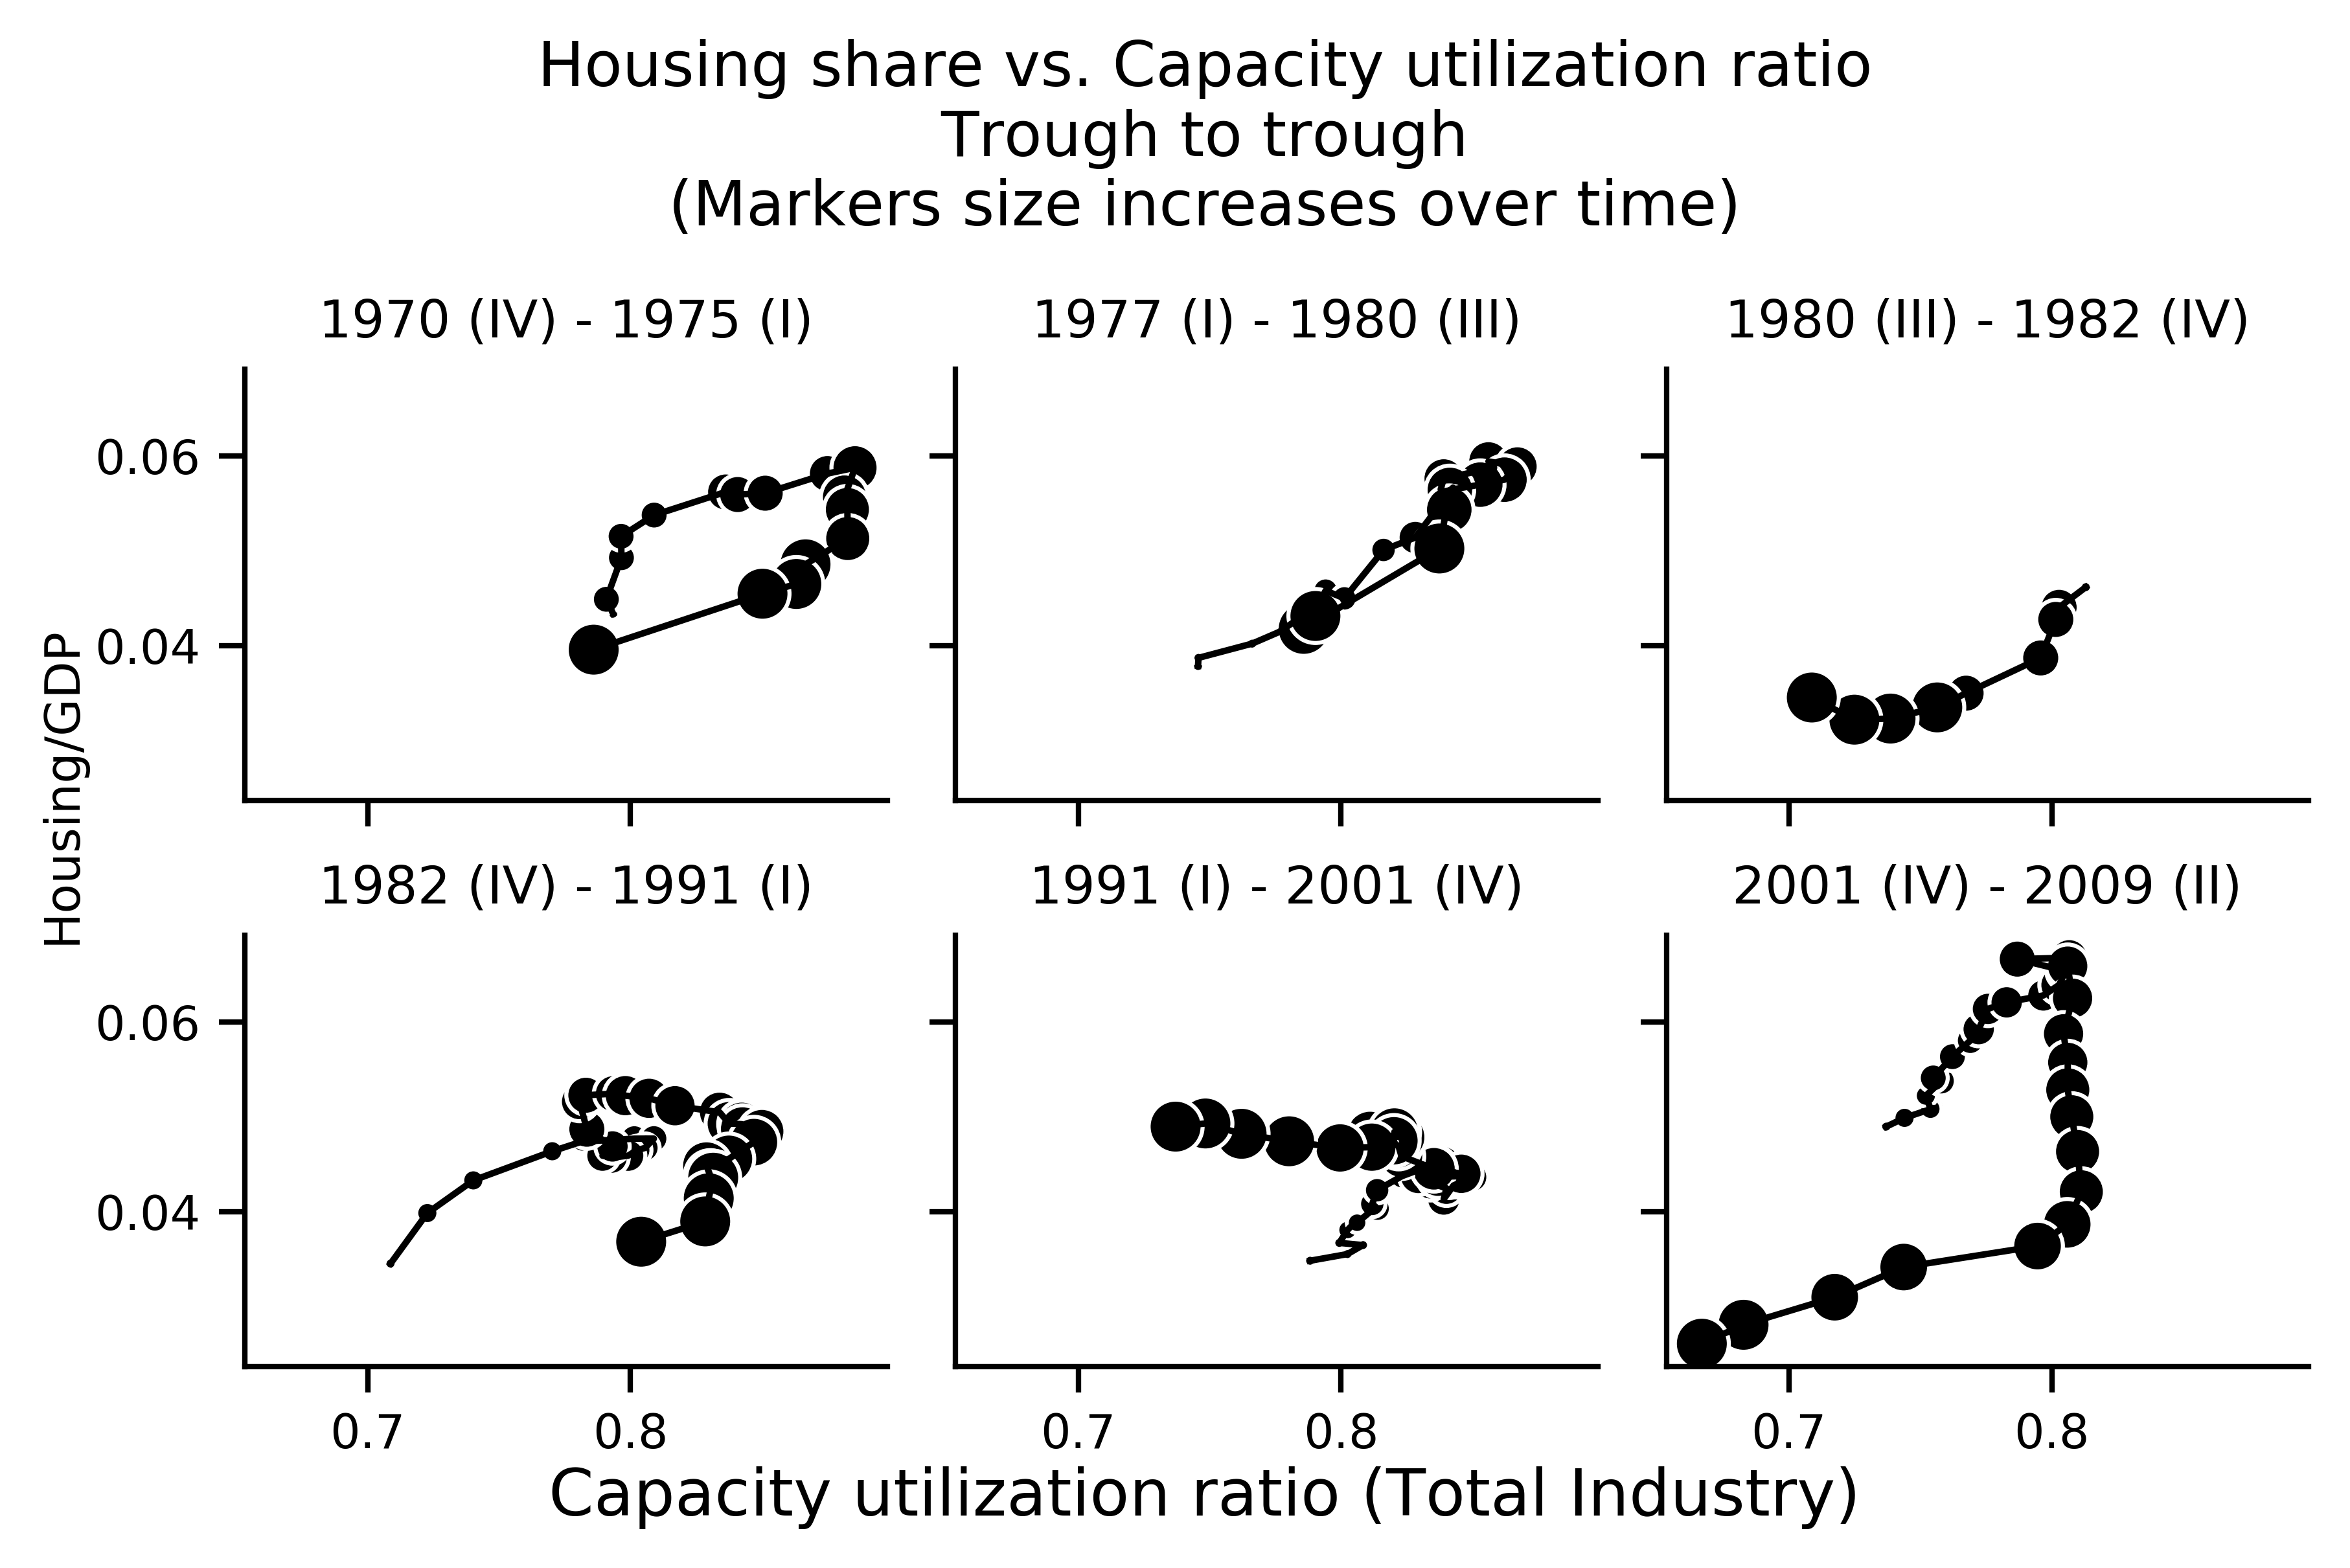 Housing share vs. Capacity utilization ratio
Trough to trough
(Markers size increases over time)
1970 (IV) - 1975 (I)
1977 (I) - 1980 (III)
1980 (III) - 1982 (IV)
0.06
0.04
Housing/GDP
1982 (IV) - 1991 (I)
1991 (I) - 2001 (IV)
2001 (IV) - 2009 (II)
0.06
0.04
0.7
0.8
0.7
0.8
0.7
0.8
Capacity utilization ratio (Total Industry)